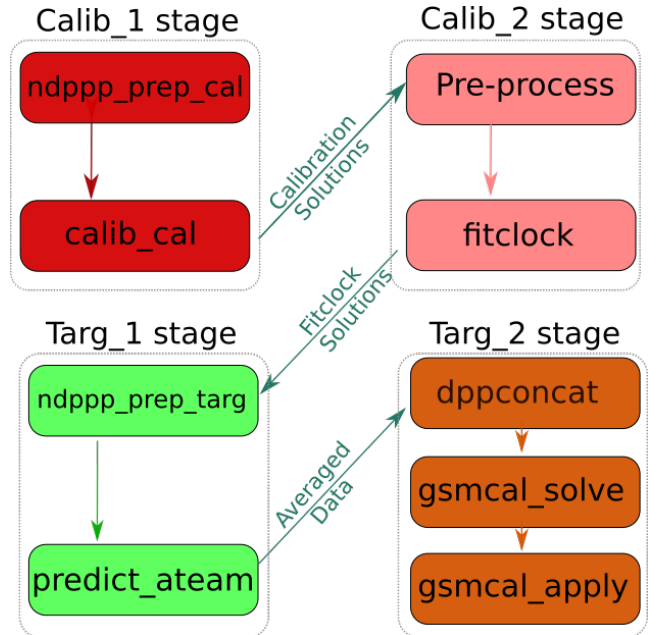 Calib_1 stage
ndppp_prep_cal
calib_cal
Calibration
Solutions
Calib_2 stage
Pre-process
fitclock
Fitclock
Solutions
Targ_1 stage
ndppp_prep_targ
predict_ateam
Averaged
Data
Targ_2 stage
dppconcat
gsmcal_solve
gsmcal_apply